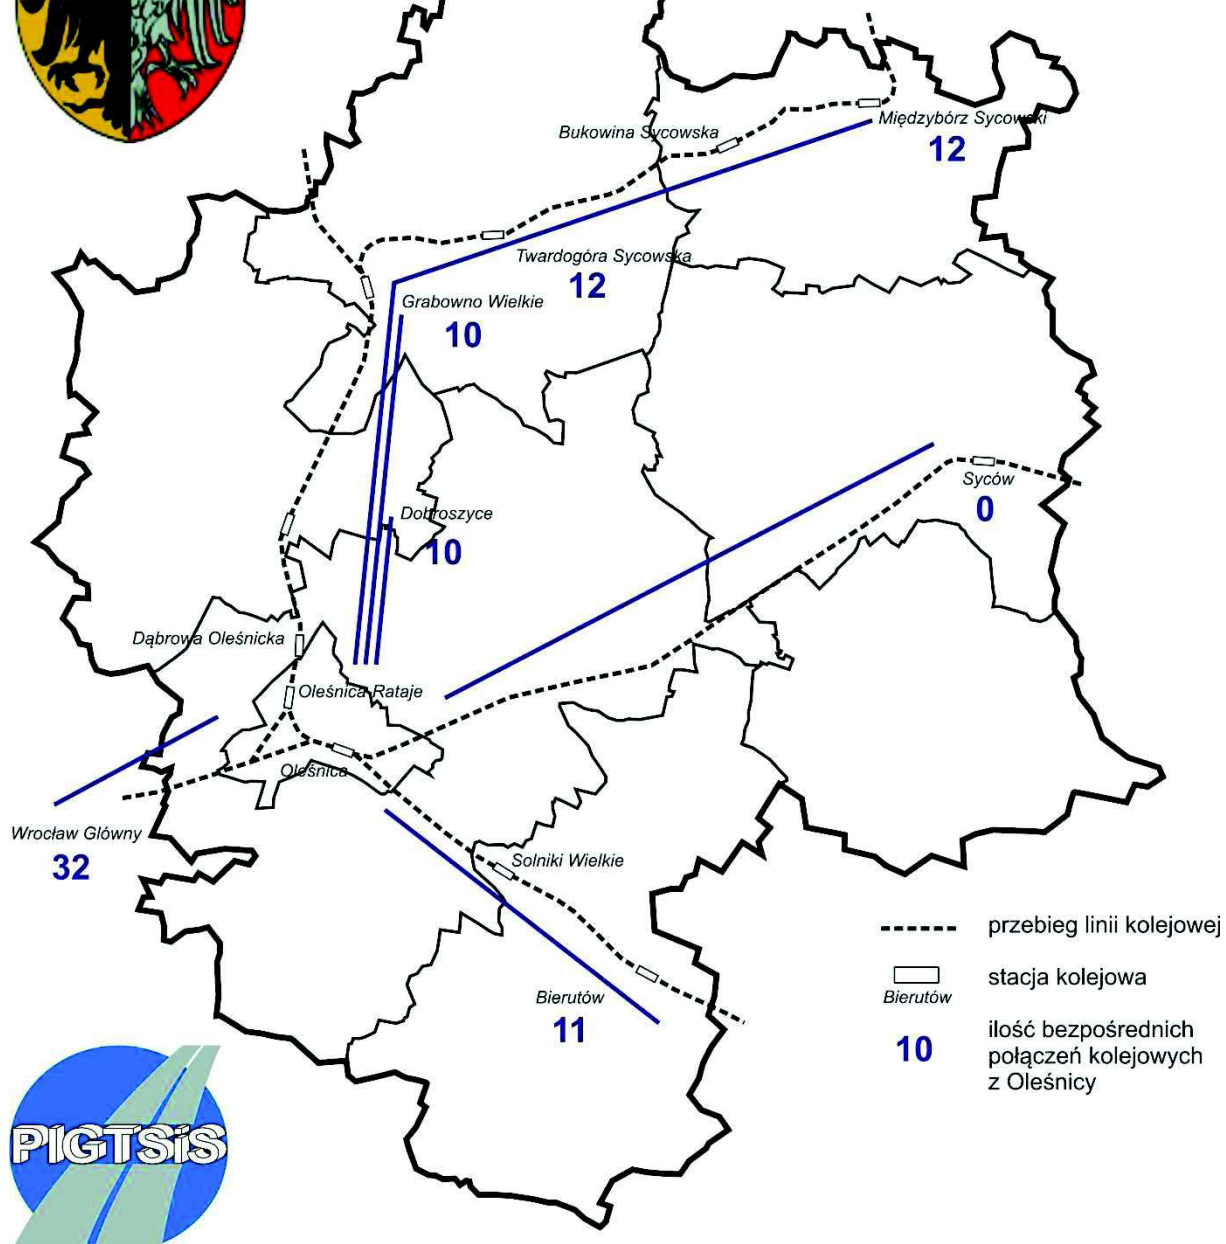 Bukowina Sycowska
Międzybórz Sycowski
12
Twardogóra Sycowska
12
Grabowno Wielkie
10
Syców
0
Dobroszyce
10
Dąbrowa Oleśnicka
Oleśnica Rataje
Oleśnica
Wrocław Glówny
32
Solniki Wielkie
Bierutów
11
przebieg linii kolejowej
stacja kolejowa
Bierutów
10
ilość bezpośrednich
połączeń kolejowych
z Oleśnicy
PIGTSiS